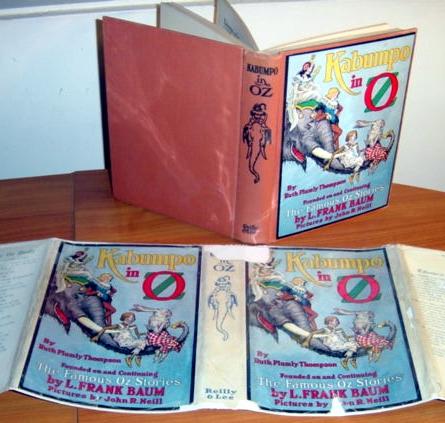 KABUMPO
in
OZ
Kabumpo
in
OZ
By
Ruth Plumly Thompson
Founded on and Continuing
The Famous Oz Stories
by L. FRANK BAUM
Pictures by John R. Neill
Kabumpo
in
OZ
By
Ruth Plumly Thompson
Founded on and Continuing
The Famous Oz Stories
by L. FRANK BAUM
Pictures by John R. Neill
in
OZ
Reilly
& Lee
Kabumpo
in
OZ
By
Ruth Plumly Thompson
Founded on and Continuing
The Famous Oz Stories
by L. FRANK BAUM
Pictures by John R. Neill